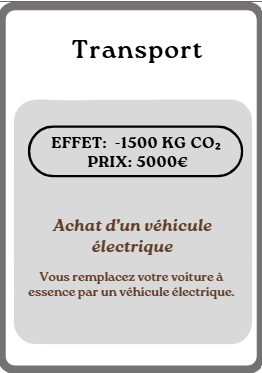 Transport
EFFET: -1500 KG CO₂
PRIX: 5000€
Achat d'un véhicule
électrique
Vous remplacez votre voiture à
essence par un véhicule électrique.